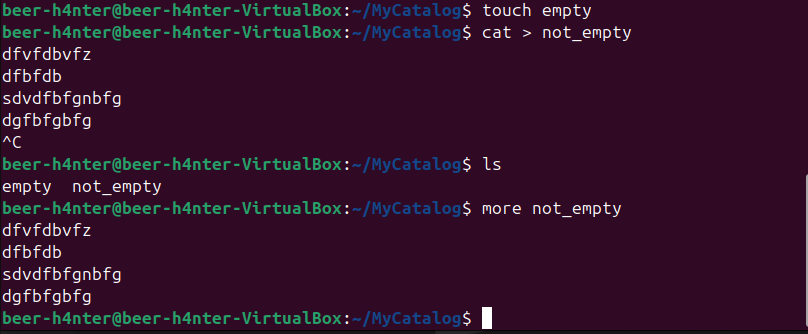 beer-h4nter@beer-h4nter-VirtualBox:~/MyCatalog$ touch empty
beer-h4nter@beer-h4nter-VirtualBox:~/MyCatalog$ cat > not_empty
dfvfdbvfz
dfbfdb
sdvdfbfgnbfg
dgfbfgbfg
^C
beer-h4nter@beer-h4nter-VirtualBox:~/MyCatalog$ ls
empty  not_empty
beer-h4nter@beer-h4nter-VirtualBox:~/MyCatalog$ more not_empty
dfvfdbvfz
dfbfdb
sdvdfbfgnbfg
dgfbfgbfg
beer-h4nter@beer-h4nter-VirtualBox:~/MyCatalog$